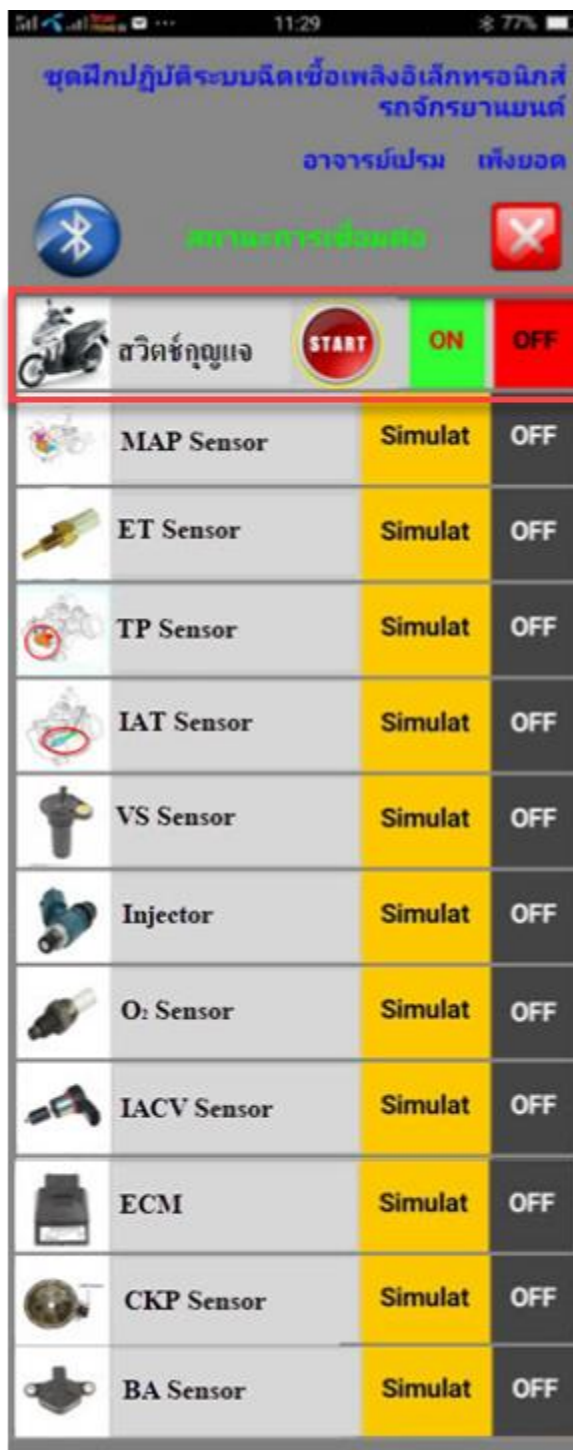 11:29
77%
ชุดฝึกปฏิบัติระบบฉีดเชื้อเพลิงอิเล็กทรอนิกส์
รถจักรยานยนต์
อาจารย์เปรม เพ็งยอด
สถานะการเชื่อมต่อ
สวิตช์กุญแจ START ON OFF
MAP Sensor Simulat OFF
ET Sensor Simulat OFF
TP Sensor Simulat OFF
IAT Sensor Simulat OFF
VS Sensor Simulat OFF
Injector Simulat OFF
O₂ Sensor Simulat OFF
IACV Sensor Simulat OFF
ECM Simulat OFF
CKP Sensor Simulat OFF
BA Sensor Simulat OFF